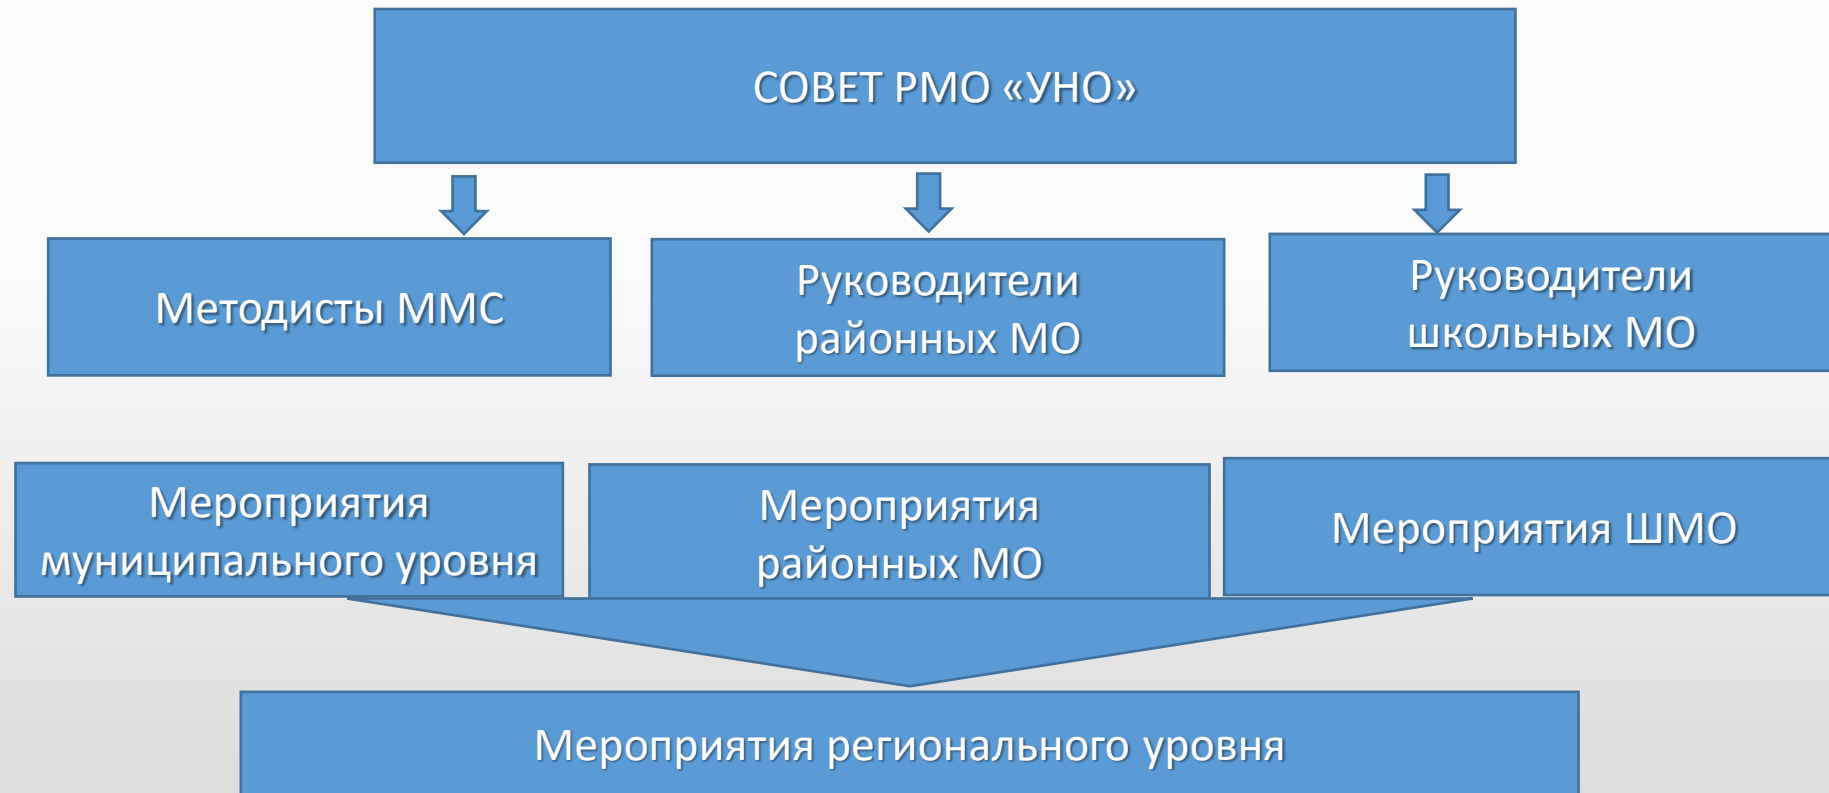 СОВЕТ РМО «УНО»
Методисты ММС
Руководители
районных МО
Руководители
школьных МО
Мероприятия
муниципального уровня
Мероприятия
районных МО
Мероприятия ШМО
Мероприятия регионального уровня